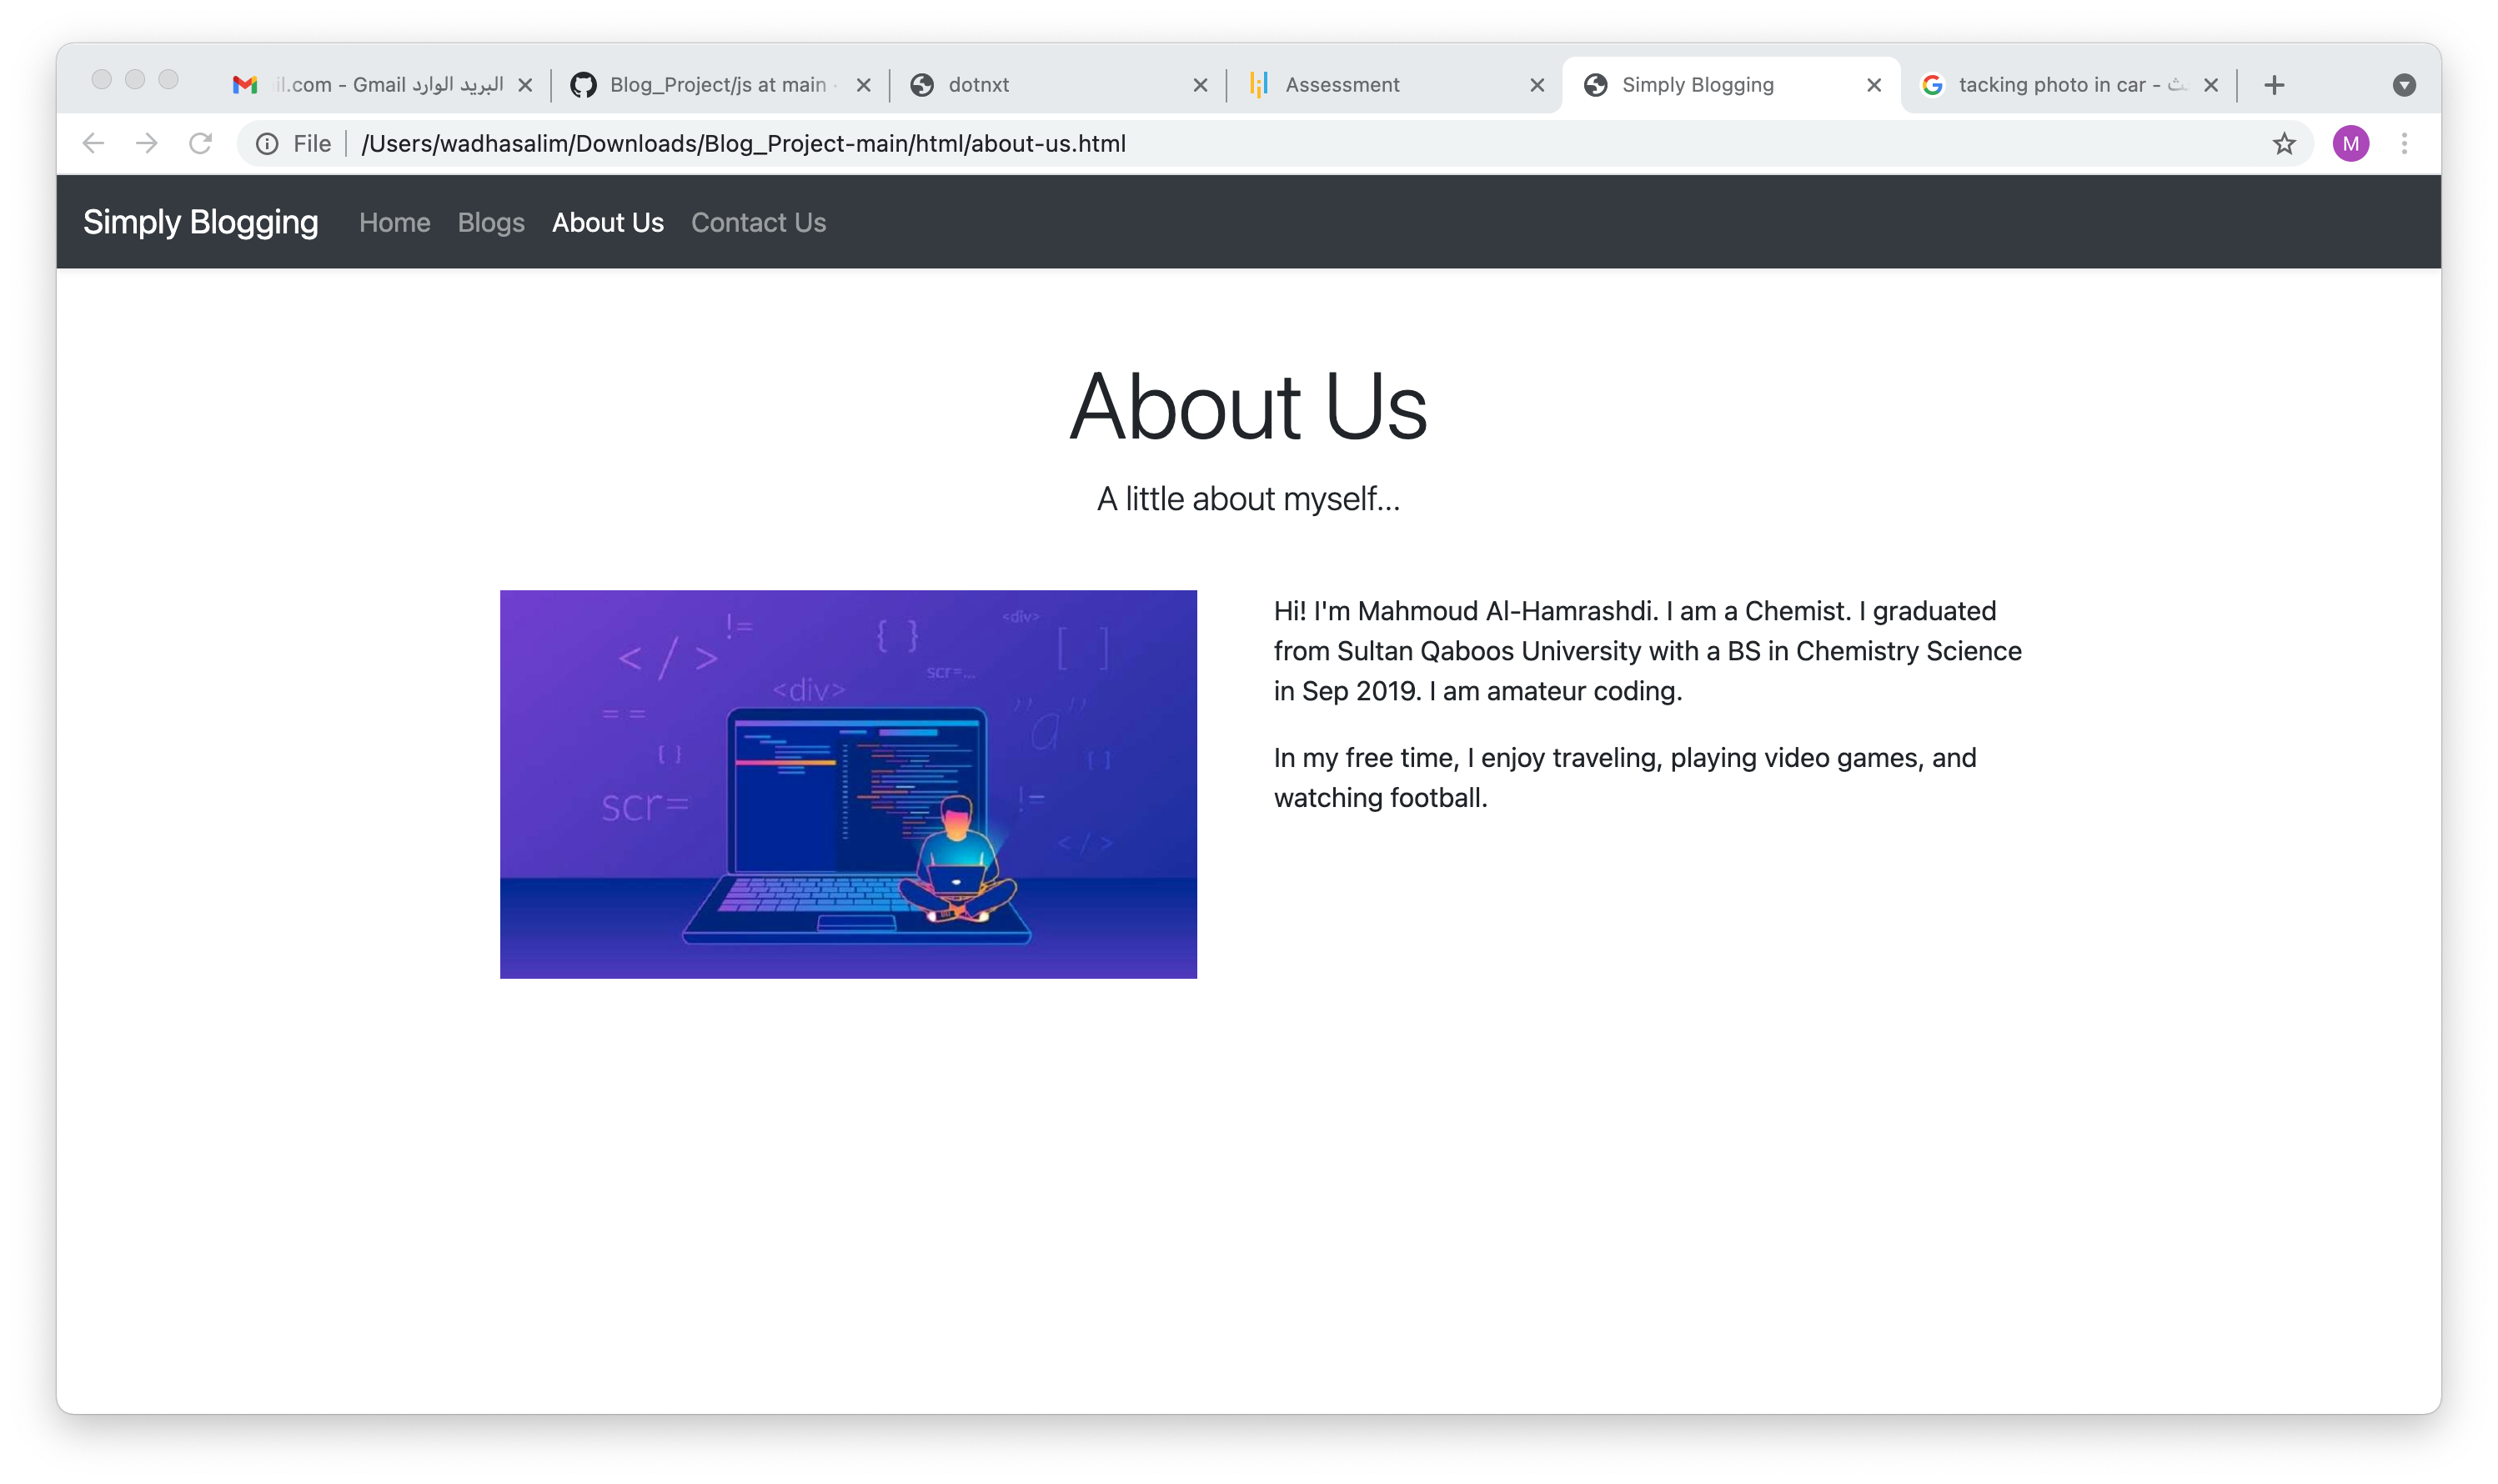 il.com - Gmail البريد الوارد
Blog_Project/js at main
dotnxt
Assessment
Simply Blogging
tacking photo in car -
File
/Users/wadhasalim/Downloads/Blog_Project-main/html/about-us.html
M
Simply Blogging
Home
Blogs
About Us
Contact Us
About Us
A little about myself...
</>
!=
{ }
<div>
[ ]
scr=...
<div>
= =
" a "
{ }
[ ]
scr=
!=
</>
Hi! I'm Mahmoud Al-Hamrashdi. I am a Chemist. I graduated
from Sultan Qaboos University with a BS in Chemistry Science
in Sep 2019. I am amateur coding.
In my free time, I enjoy traveling, playing video games, and
watching football.